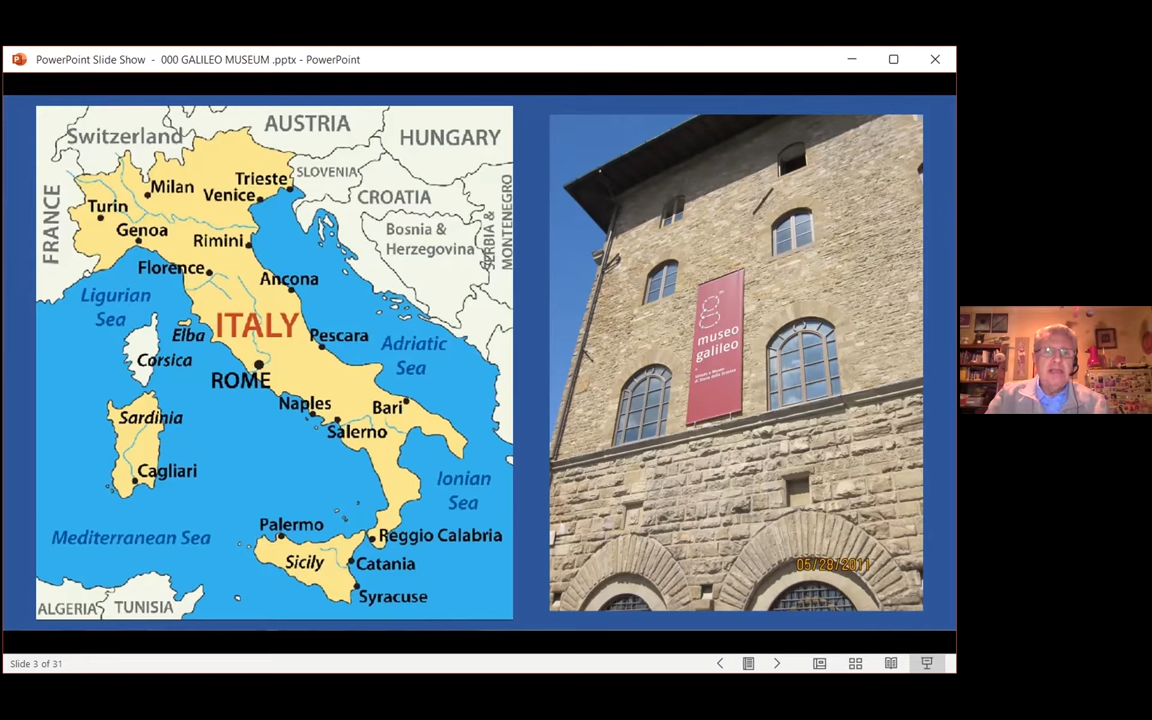 PowerPoint Slide Show - 000 GALILEO MUSEUM .pptx - PowerPoint
Switzerland
AUSTRIA
HUNGARY
FRANCE
SLOVENIA
CROATIA
Bosnia &
Herzegovina
SERBIA &
MONTENEGRO
Trieste
Milan
Venice
Turin
Genoa
Rimini
Florence
Ancona
Ligurian
Sea
ITALY
Elba
Pescara
Corsica
Adriatic
Sea
ROME
Naples
Bari
Sardinia
Salerno
Cagliari
Ionian
Sea
Palermo
Mediterranean Sea
Reggio Calabria
Sicily
Catania
Syracuse
ALGERIA
TUNISIA
museo
galileo
05/29/2011
Slide 3 of 31